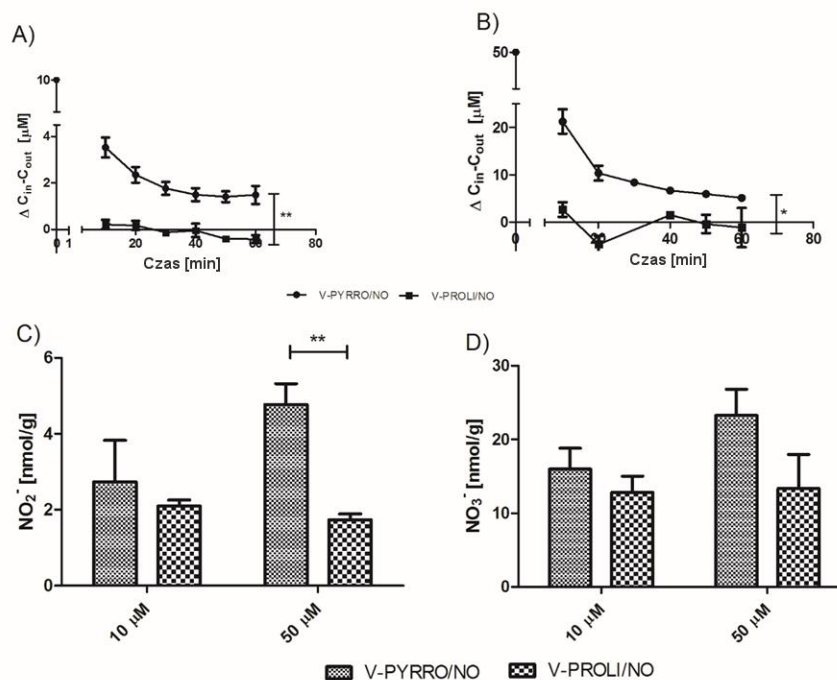 A)
10
4
2
0
Δ C_in-C_out [μM]
0 1 20 40 60 80
Czas [min]
**
B)
50
20
10
0
Δ C_in-C_out [μM]
0 20 40 60 80
Czas [min]
*
V-PYRRO/NO V-PROLI/NO
C)
6
4
2
0
NO₂⁻ [nmol/g]
**
10 μM 50 μM
D)
30
20
10
0
NO₃⁻ [nmol/g]
10 μM 50 μM
V-PYRRO/NO V-PROLI/NO